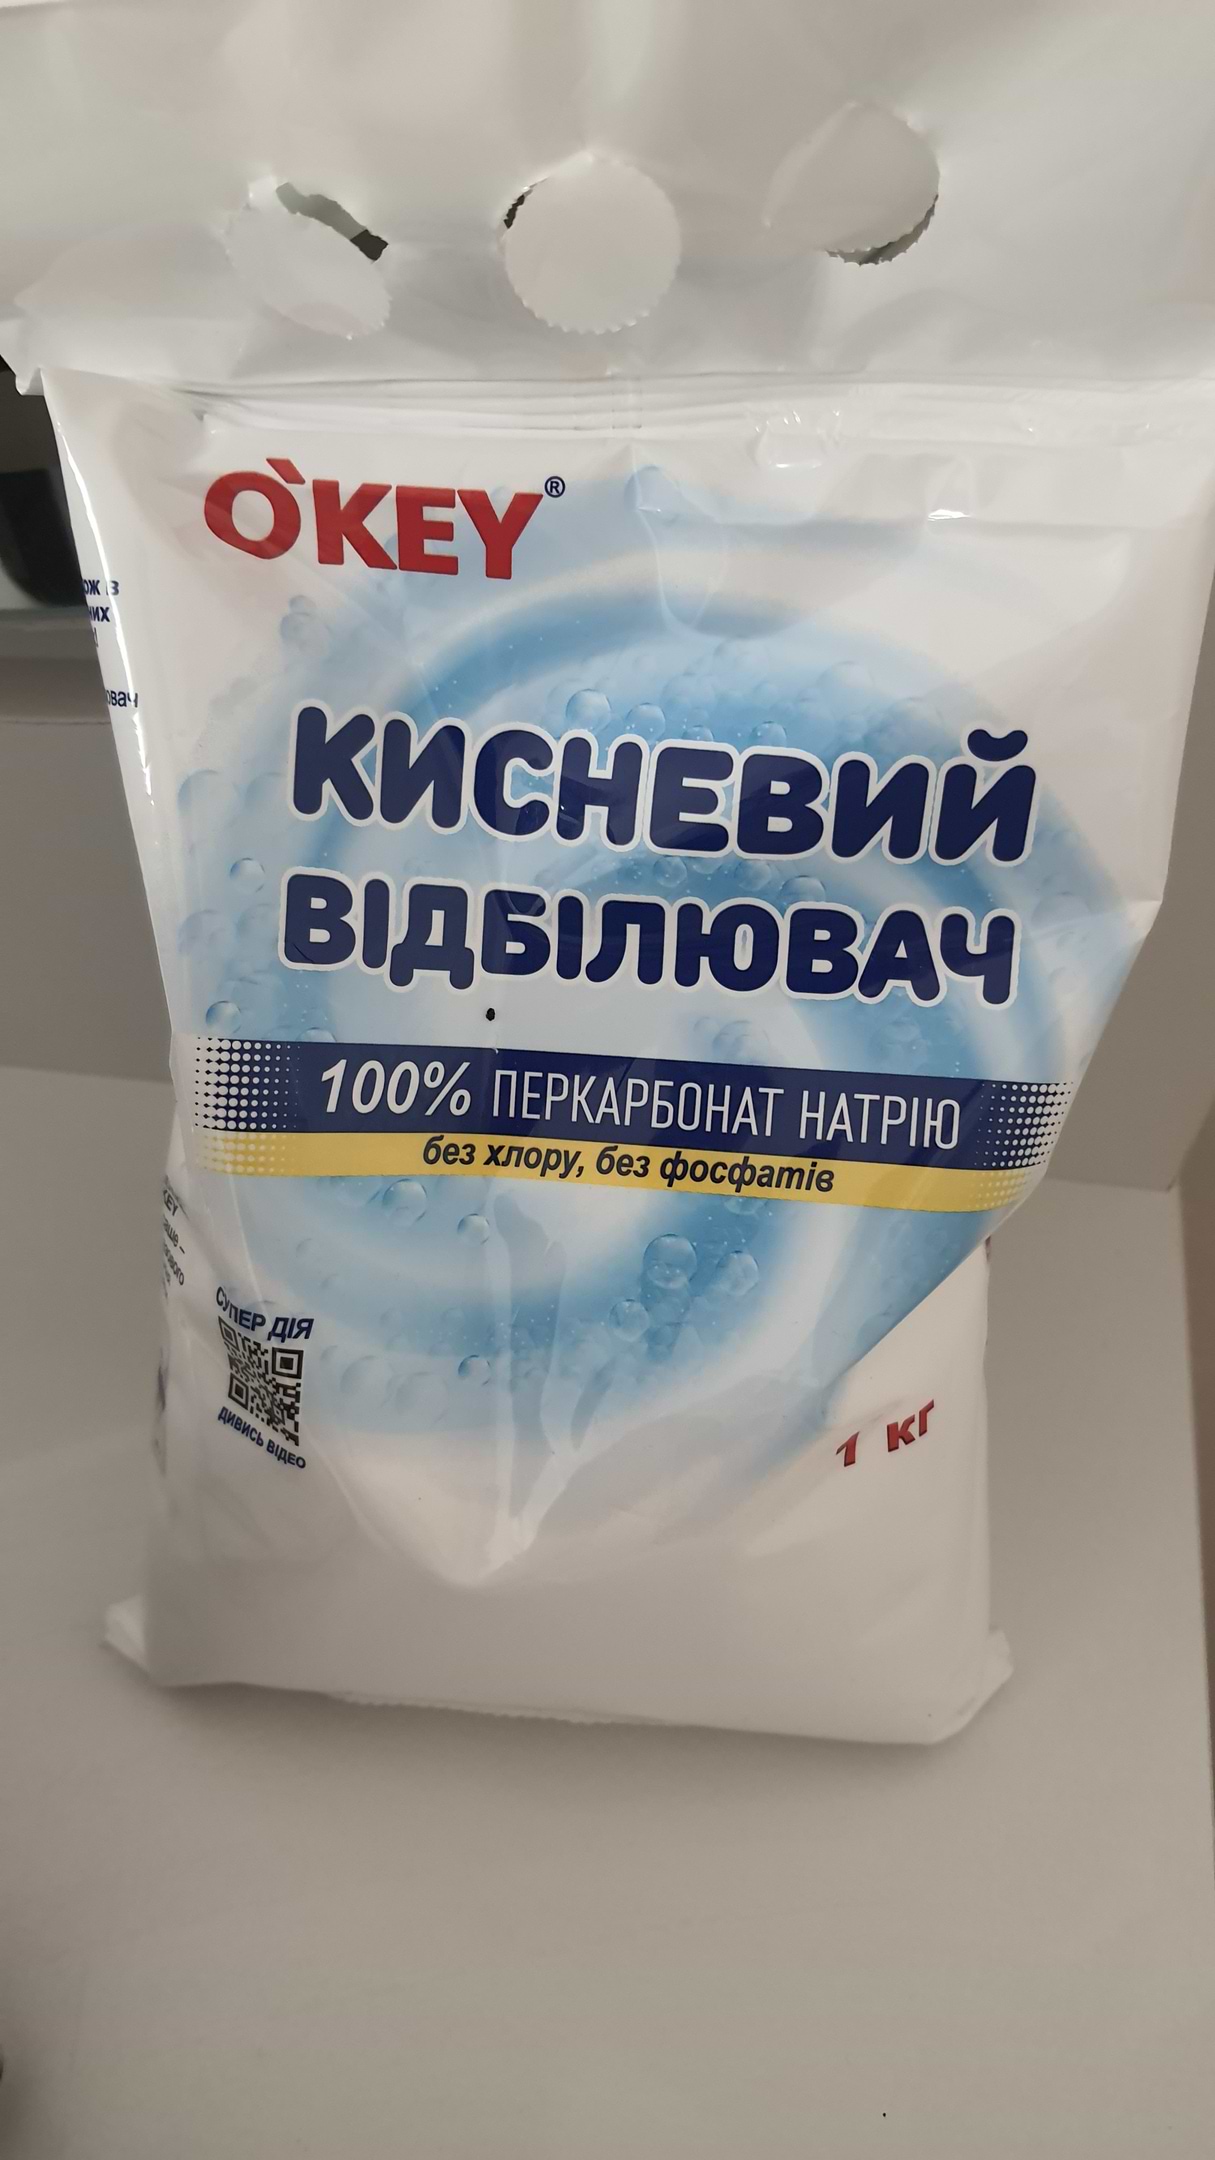 O`KEY®
КИСНЕВИЙ
ВІДБІЛЮВАЧ
100% ПЕРКАРБОНАТ НАТРІЮ
без хлору, без фосфатів
СУПЕР ДІЯ
ДИВИСЬ ВІДЕО
1 кг